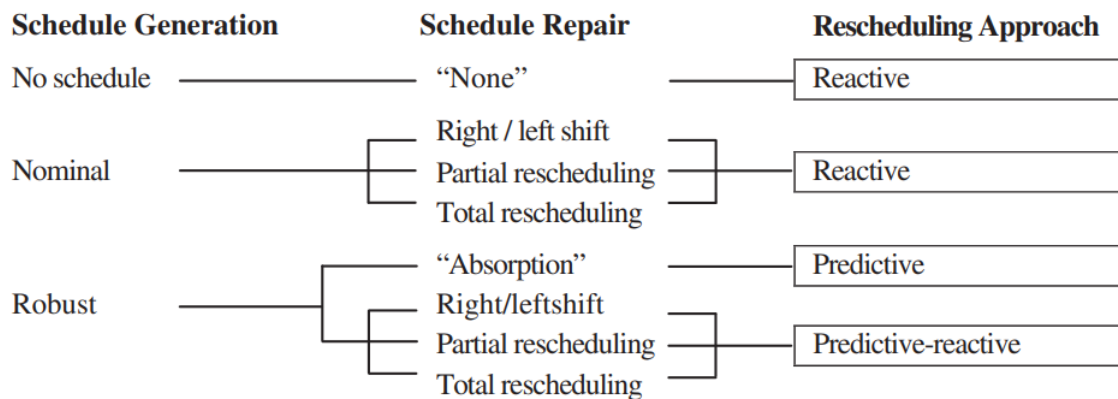 Schedule Generation Schedule Repair Rescheduling Approach
No schedule “None” Reactive
Right / left shift
Nominal Partial rescheduling Reactive
Total rescheduling
“Absorption” Predictive
Robust Right/leftshift
Partial rescheduling Predictive-reactive
Total rescheduling